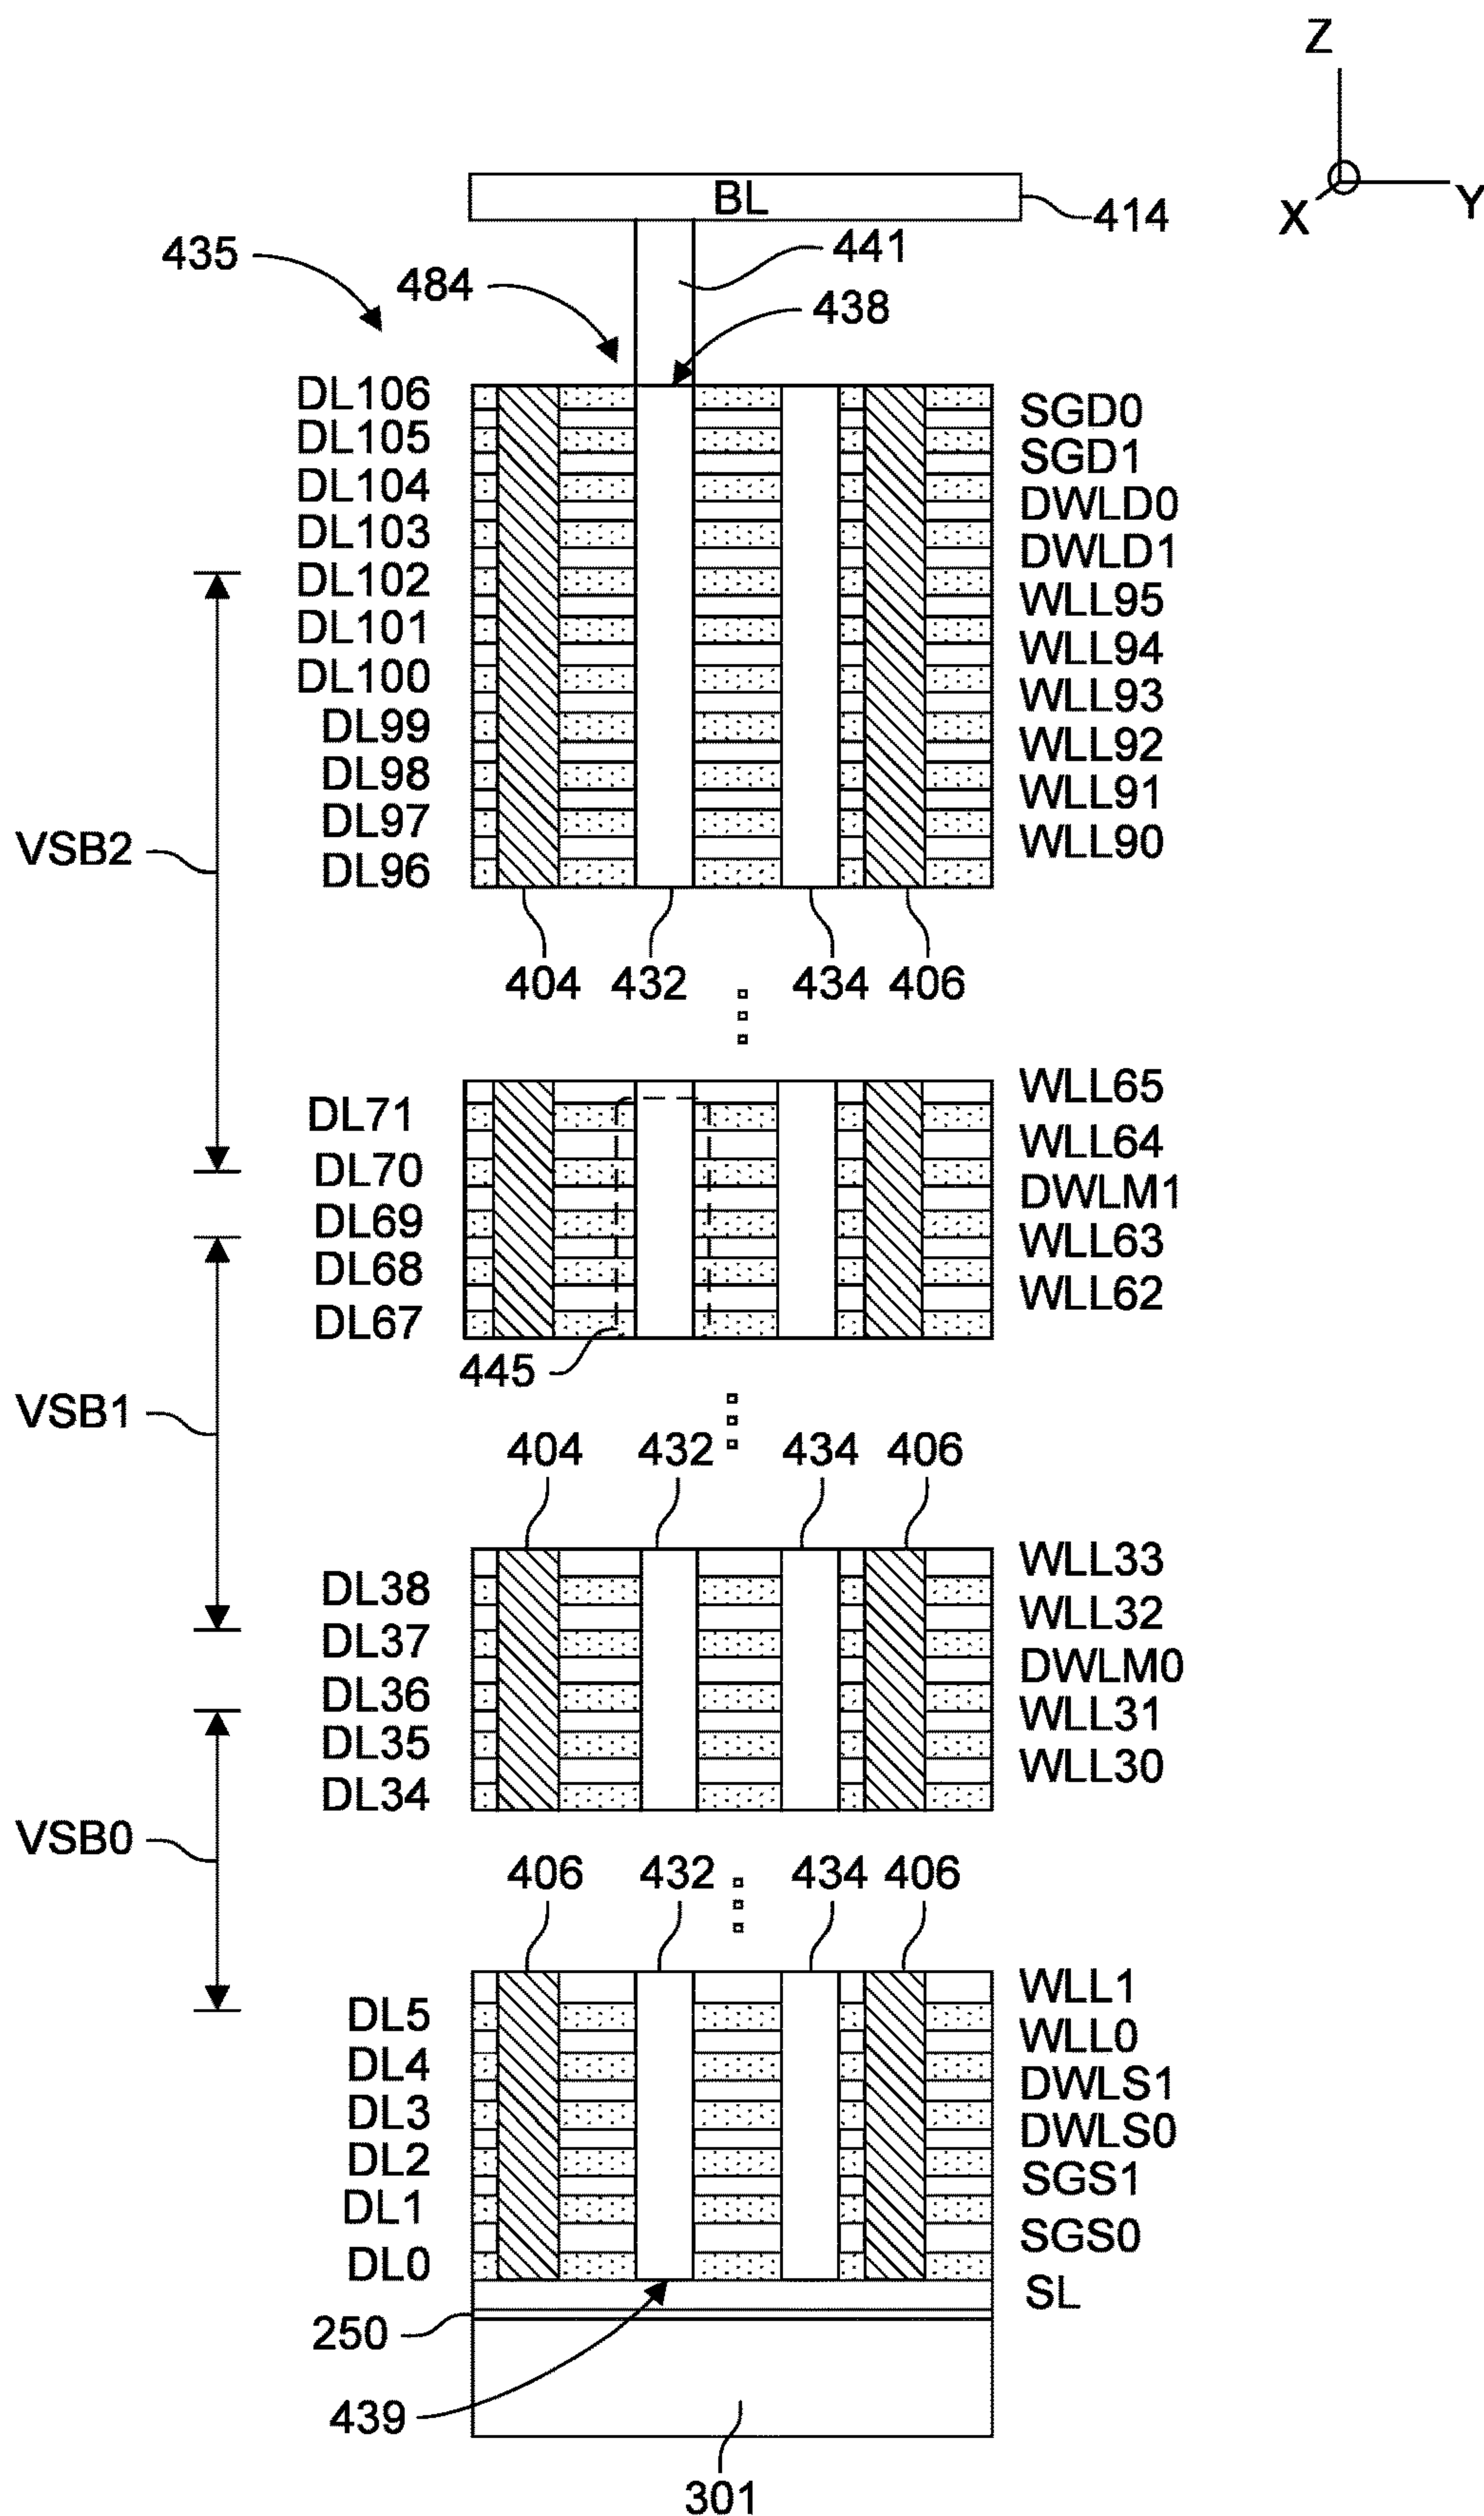 Z
BL
X
Y
414
435
484
441
438
DL106
SGD0
DL105
SGD1
DL104
DWLD0
DL103
DWLD1
DL102
WLL95
DL101
WLL94
DL100
WLL93
DL99
WLL92
DL98
WLL91
DL97
WLL90
VSB2
DL96
404
432
434
406
WLL65
DL71
WLL64
DL70
DWLM1
DL69
WLL63
DL68
WLL62
DL67
445
VSB1
404
432
434
406
WLL33
DL38
WLL32
DL37
DWLM0
DL36
WLL31
DL35
WLL30
DL34
VSB0
406
432
434
406
WLL1
DL5
WLL0
DL4
DWLS1
DL3
DWLS0
DL2
SGS1
DL1
SGS0
DL0
SL
250
439
301